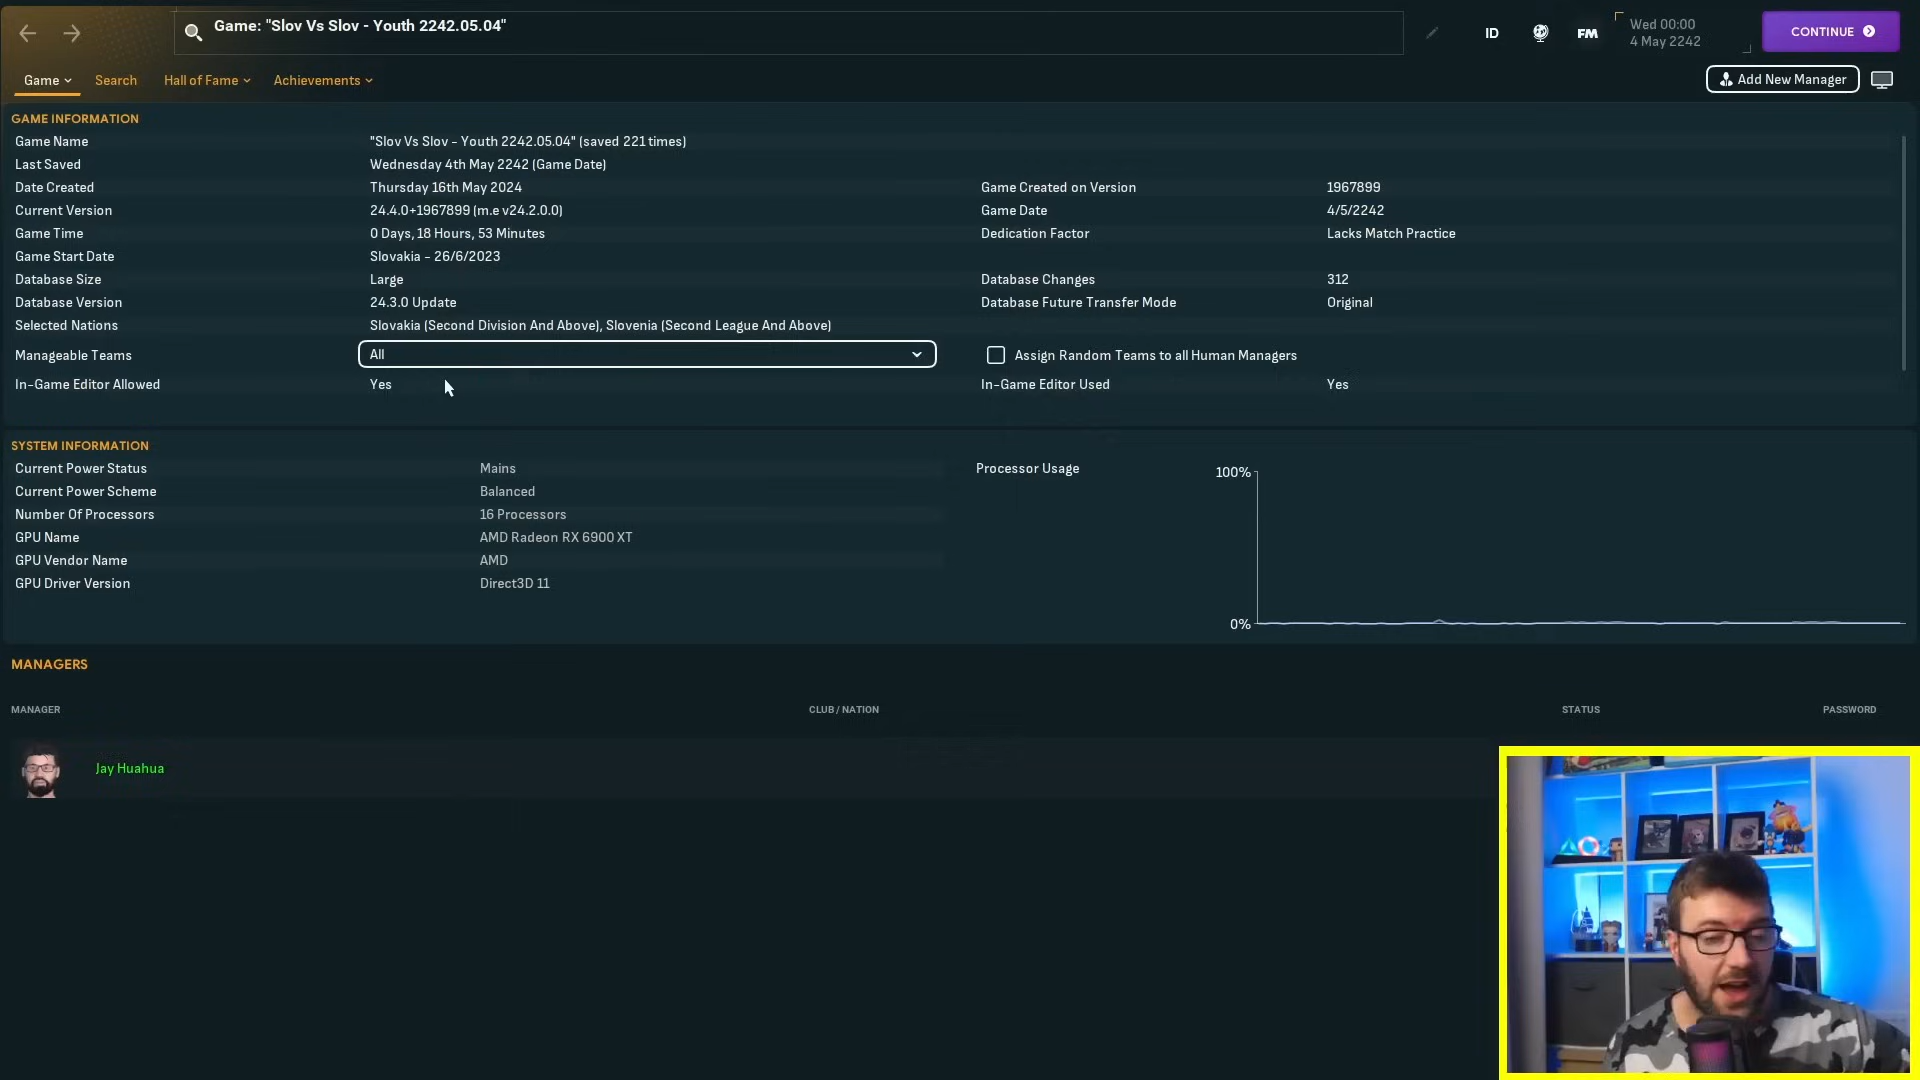 Game: "Slov Vs Slov - Youth 2242.05.04"
ID
FM
Wed 00:00
4 May 2242
CONTINUE
Game
Search
Hall of Fame
Achievements
Add New Manager
GAME INFORMATION
Game Name "Slov Vs Slov - Youth 2242.05.04" (saved 221 times)
Last Saved Wednesday 4th May 2242 (Game Date)
Date Created Thursday 16th May 2024 Game Created on Version 1967899
Current Version 24.4.0+1967899 (m.e v24.2.0.0) Game Date 4/5/2242
Game Time 0 Days, 18 Hours, 53 Minutes Dedication Factor Lacks Match Practice
Game Start Date Slovakia - 26/6/2023
Database Size Large Database Changes 312
Database Version 24.3.0 Update Database Future Transfer Mode Original
Selected Nations Slovakia (Second Division And Above), Slovenia (Second League And Above)
Manageable Teams All Assign Random Teams to all Human Managers
In-Game Editor Allowed Yes In-Game Editor Used Yes
SYSTEM INFORMATION
Current Power Status Mains Processor Usage 100%
Current Power Scheme Balanced
Number Of Processors 16 Processors
GPU Name AMD Radeon RX 6900 XT
GPU Vendor Name AMD
GPU Driver Version Direct3D 11
0%
MANAGERS
MANAGER CLUB / NATION STATUS PASSWORD
Jay Huahua